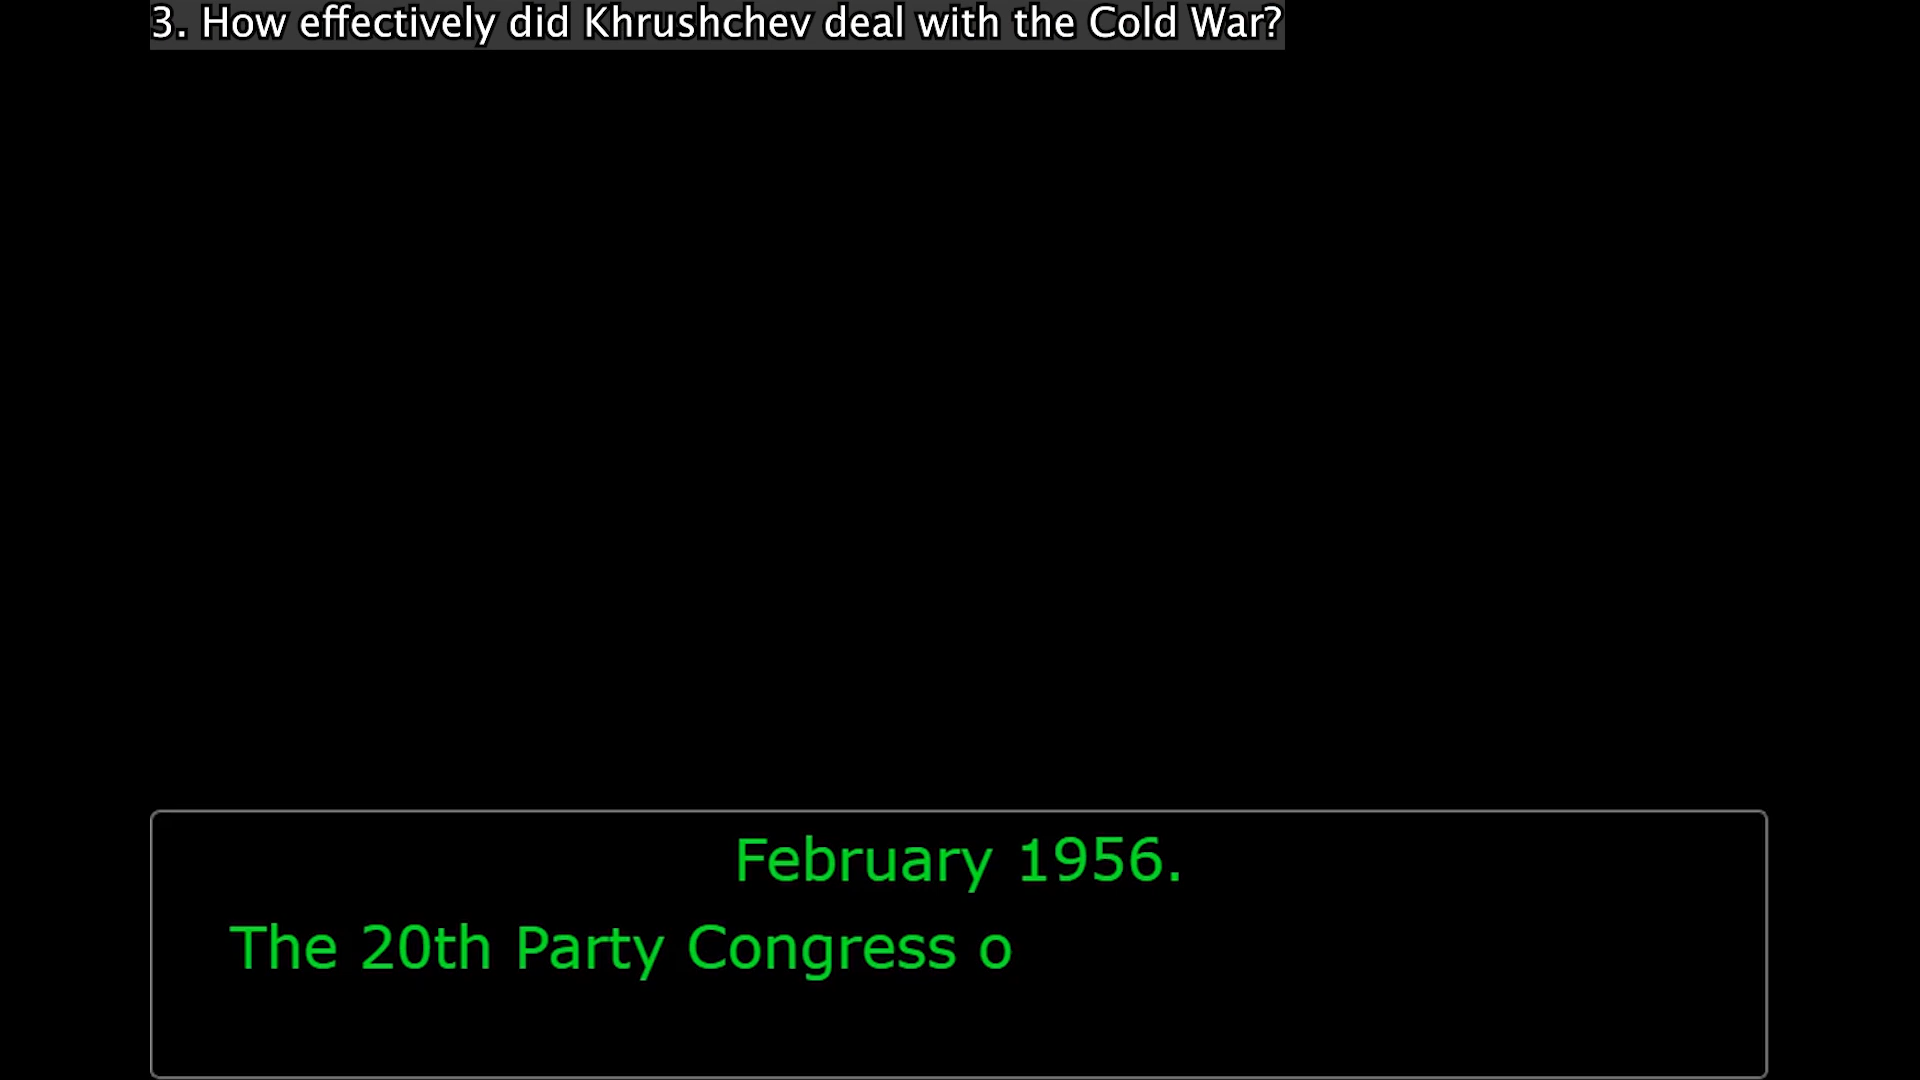 3. How effectively did Khrushchev deal with the Cold War?
February 1956.
The 20th Party Congress o